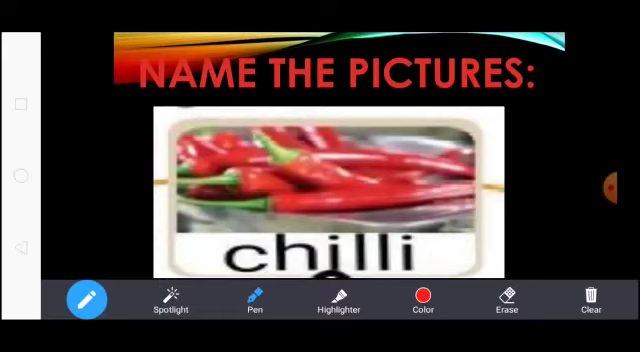 NAME THE PICTURES:
chilli
Spotlight
Pen
Highlighter
Color
Erase
Clear